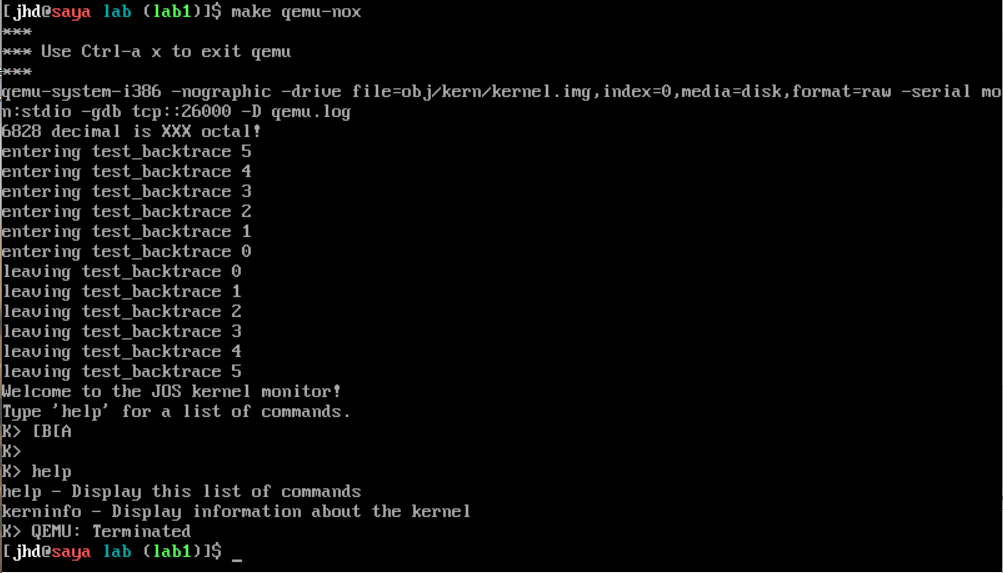 [jhd@saya lab (lab1)]$ make qemu-nox
***
*** Use Ctrl-a x to exit qemu
***
qemu-system-i386 -nographic -drive file=obj/kern/kernel.img,index=0,media=disk,format=raw -serial mo
n:stdio -gdb tcp::26000 -D qemu.log
6828 decimal is XXX octal!
entering test_backtrace 5
entering test_backtrace 4
entering test_backtrace 3
entering test_backtrace 2
entering test_backtrace 1
entering test_backtrace 0
leaving test_backtrace 0
leaving test_backtrace 1
leaving test_backtrace 2
leaving test_backtrace 3
leaving test_backtrace 4
leaving test_backtrace 5
Welcome to the JOS kernel monitor!
Type 'help' for a list of commands.
K> [B[A
K>
K> help
help - Display this list of commands
kerninfo - Display information about the kernel
K> QEMU: Terminated
[jhd@saya lab (lab1)]$ _